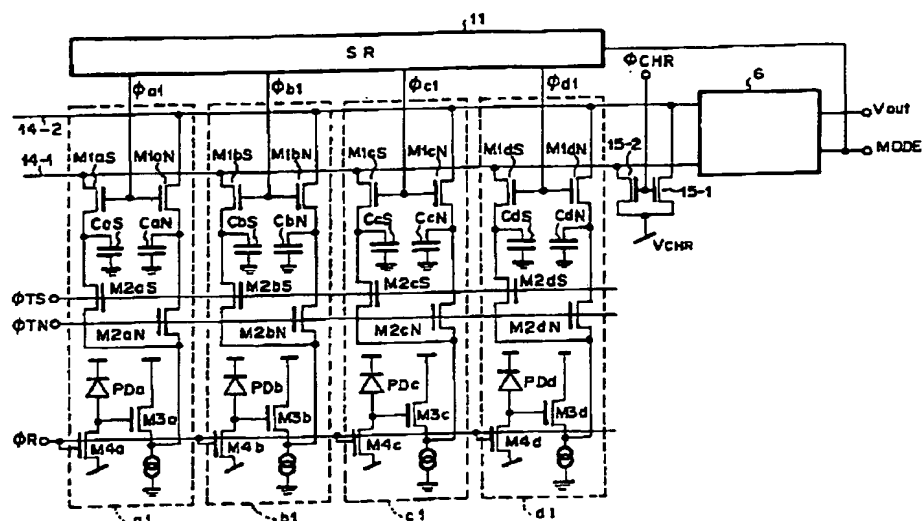 11
SR
φa1 φb1 φc1 φd1 φCHR 6
14-2
14-1
Vout
MODE
M1aS M1aN M1bS M1bN M1cS M1cN M1dS M1dN 15-2
15-1
CaS CaN CbS CbN CcS CcN CdS CdN
VCHR
φTS M2aS M2bS M2cS M2dS
φTN M2aN M2bN M2cN M2dN
PDa PDb PDc PDd
M3a M3b M3c M3d
φR M4a M4b M4c M4d
a1 b1 c1 d1